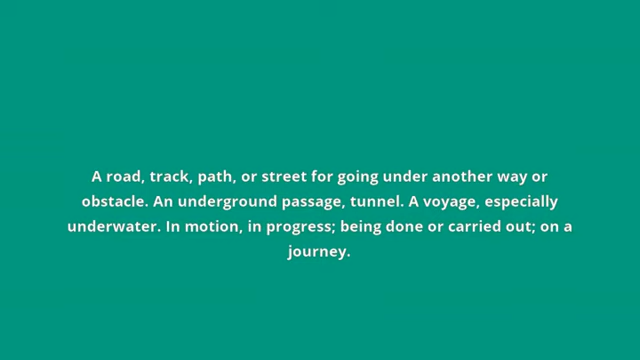 A road, track, path, or street for going under another way or
obstacle. An underground passage, tunnel. A voyage, especially
underwater. In motion, in progress; being done or carried out; on a
journey.